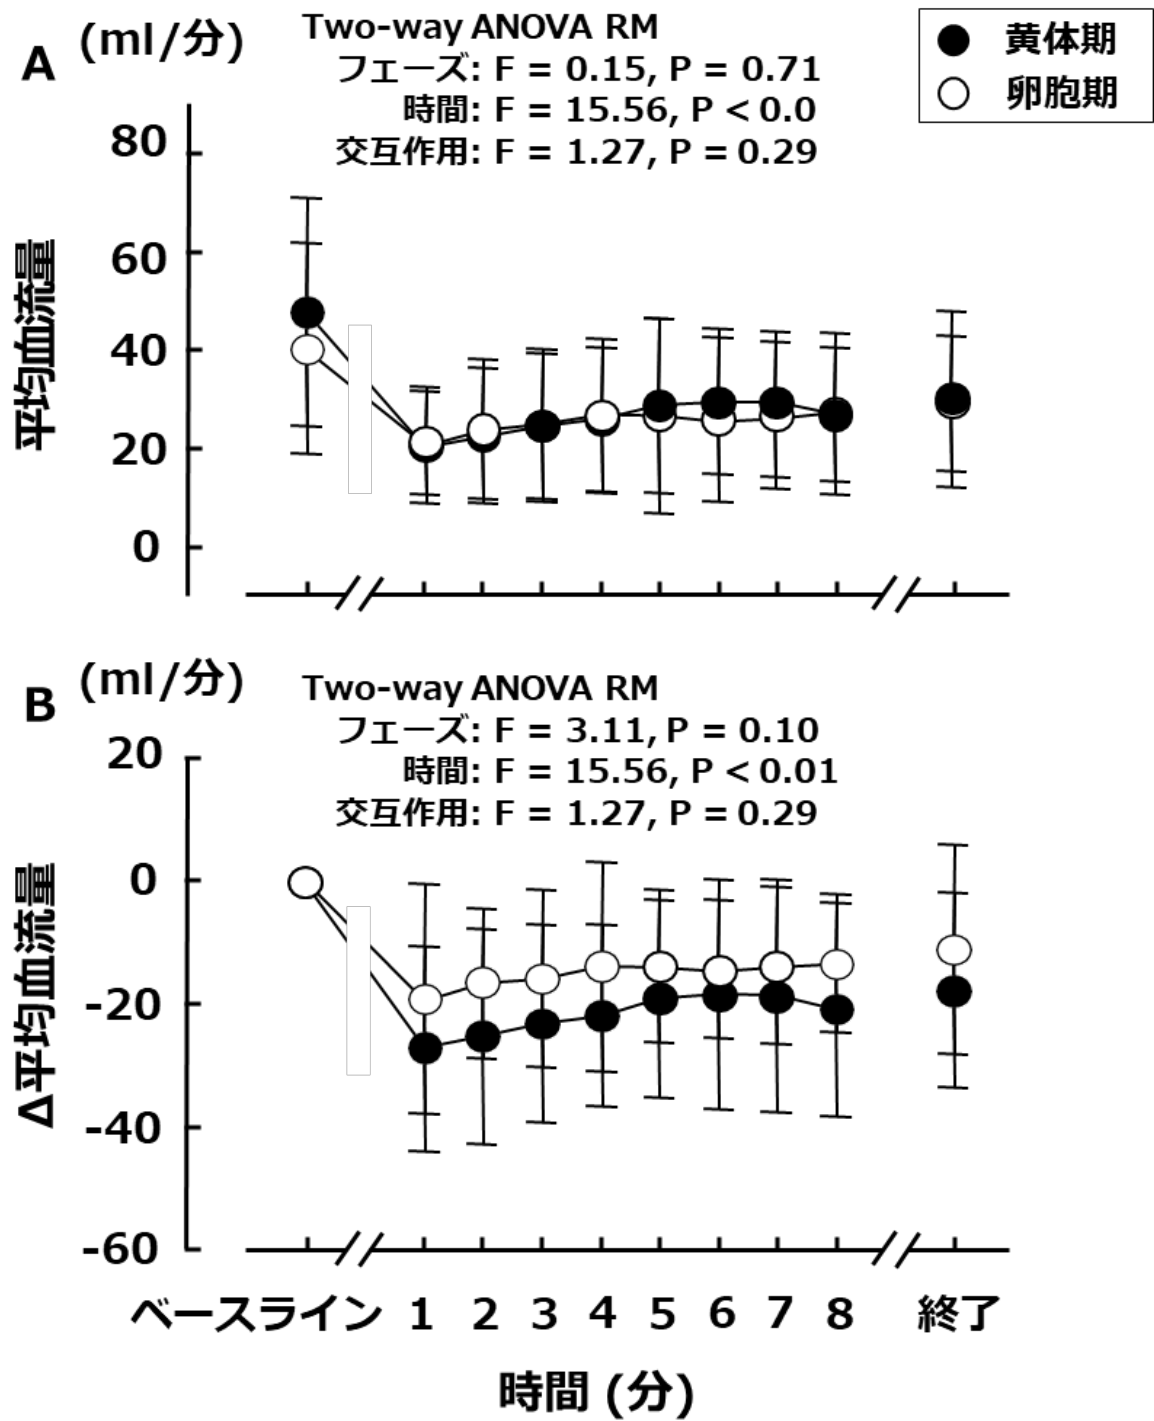 A
(ml/分)
Two-way ANOVA RM
フェーズ: F = 0.15, P = 0.71
時間: F = 15.56, P < 0.0
交互作用: F = 1.27, P = 0.29
黄体期
卵胞期
80
60
40
20
0
平均血流量
B
(ml/分)
Two-way ANOVA RM
フェーズ: F = 3.11, P = 0.10
時間: F = 15.56, P < 0.01
交互作用: F = 1.27, P = 0.29
20
0
-20
-40
-60
Δ平均血流量
ベースライン 1 2 3 4 5 6 7 8 終了
時間 (分)